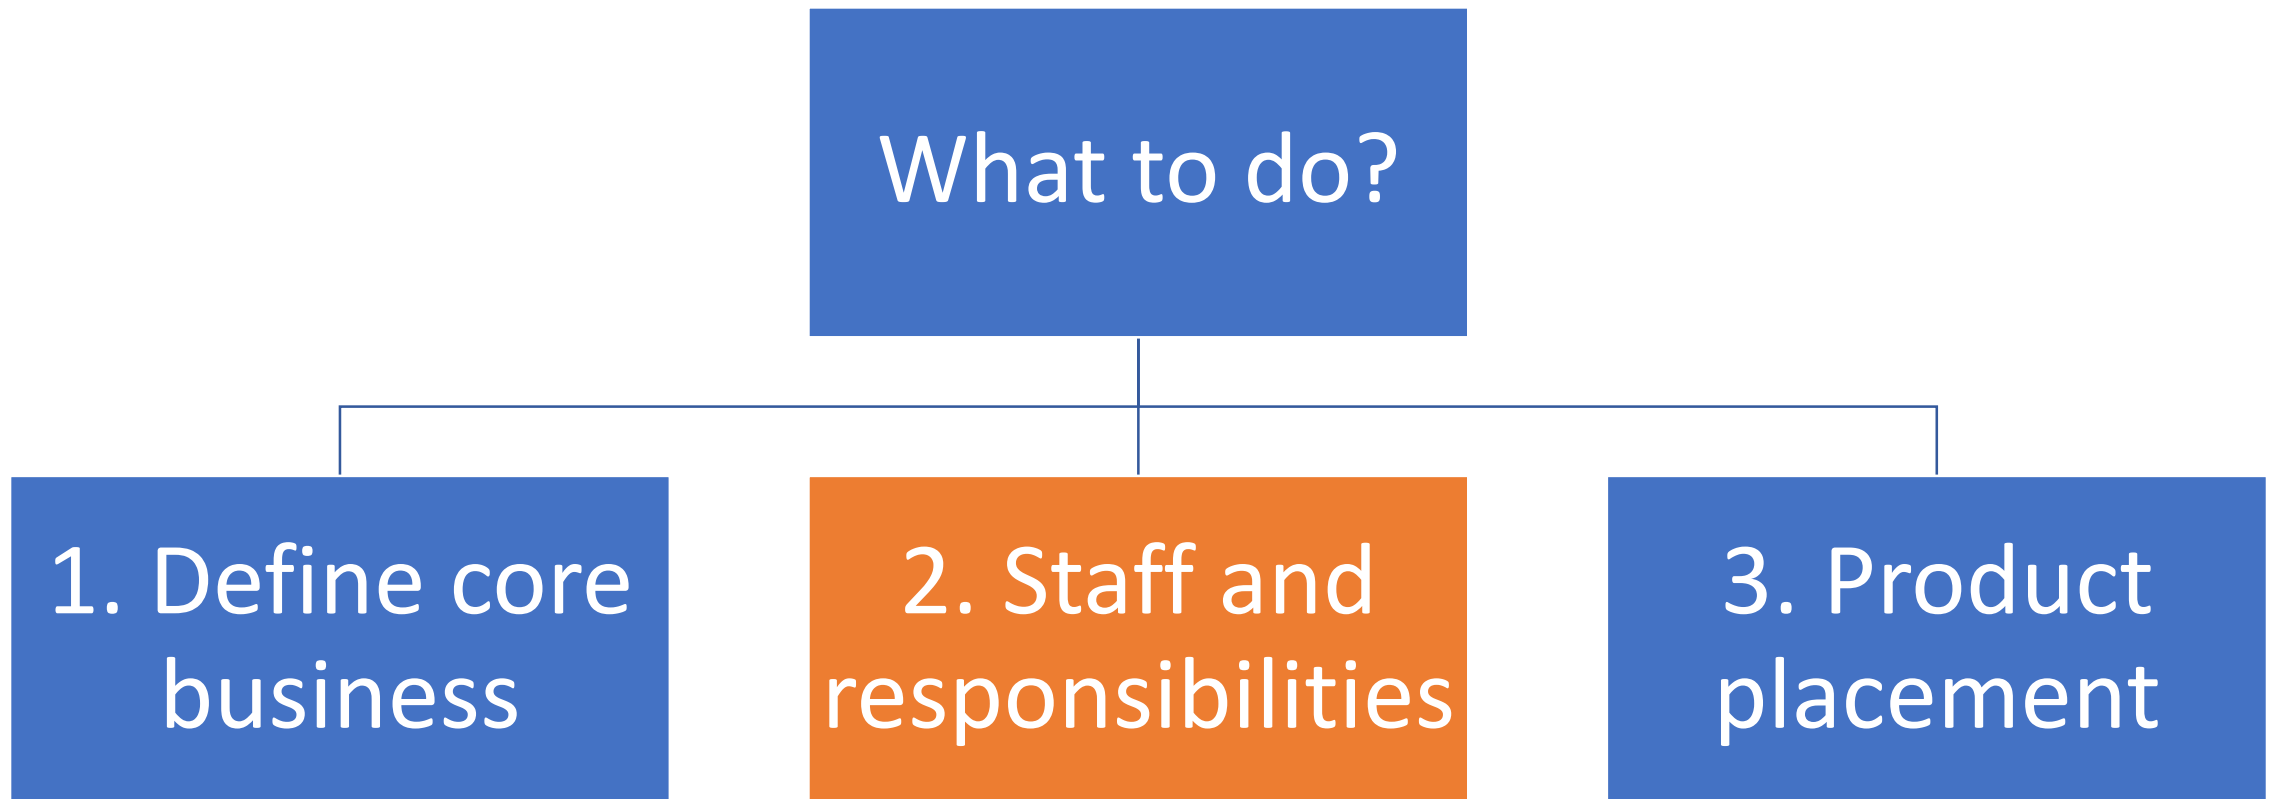 What to do?
1. Define core
business
2. Staff and
responsibilities
3. Product
placement